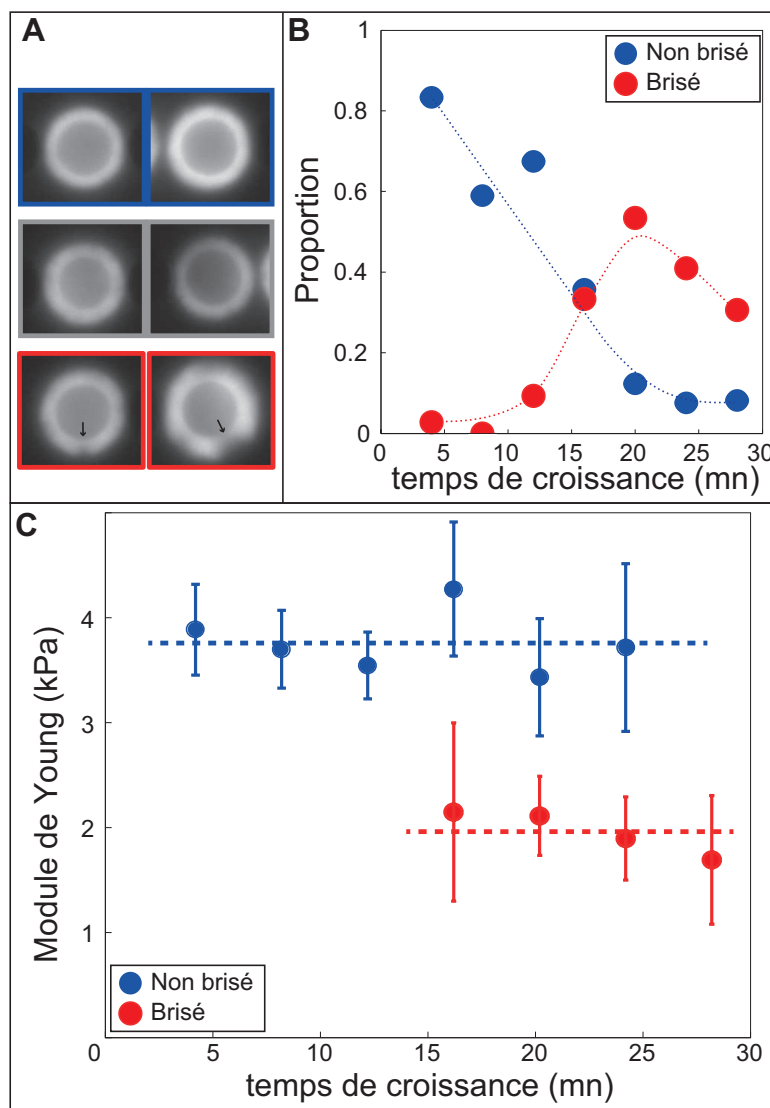 A
B
Non brisé
Brisé
Proportion
1
0.8
0.6
0.4
0.2
0
0 5 10 15 20 25 30
temps de croissance (mn)
C
Module de Young (kPa)
4
3
2
1
Non brisé
Brisé
0 5 10 15 20 25 30
temps de croissance (mn)